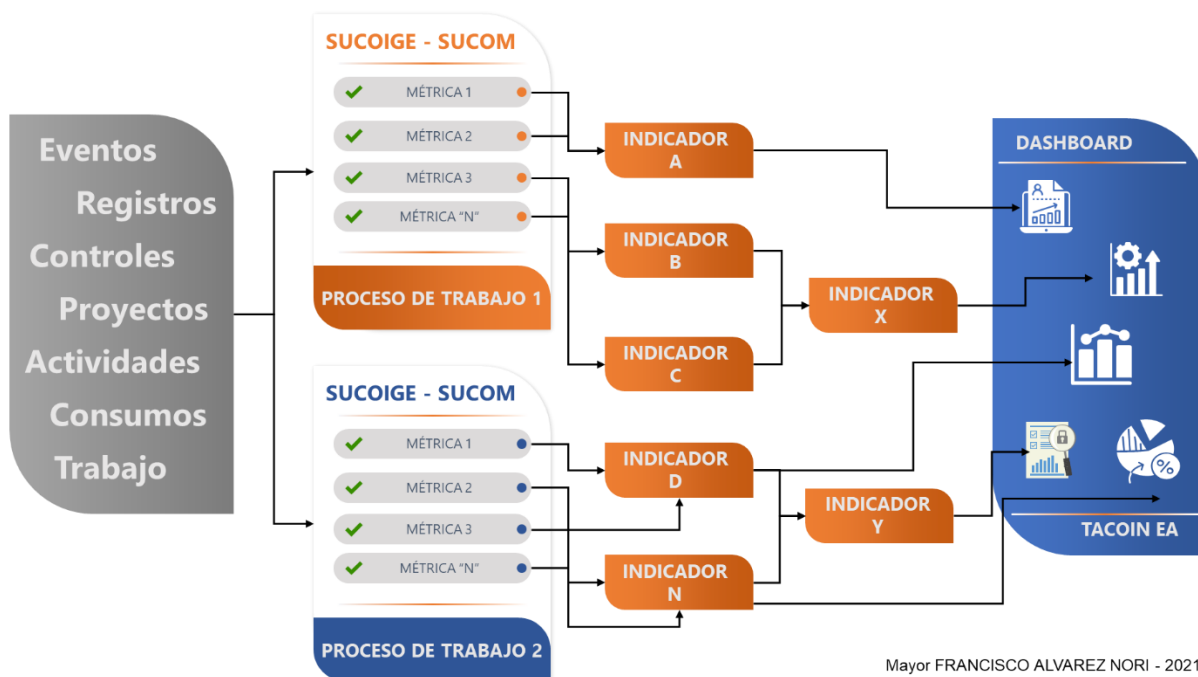 Eventos
Registros
Controles
Proyectos
Actividades
Consumos
Trabajo
SUCOIGE - SUCOM
MÉTRICA 1
MÉTRICA 2
MÉTRICA 3
MÉTRICA “N”
PROCESO DE TRABAJO 1
SUCOIGE - SUCOM
MÉTRICA 1
MÉTRICA 2
MÉTRICA 3
MÉTRICA “N”
PROCESO DE TRABAJO 2
INDICADOR
A
INDICADOR
B
INDICADOR
C
INDICADOR
D
INDICADOR
N
INDICADOR
X
INDICADOR
Y
DASHBOARD
%
TACOIN EA
Mayor FRANCISCO ALVAREZ NORI - 2021